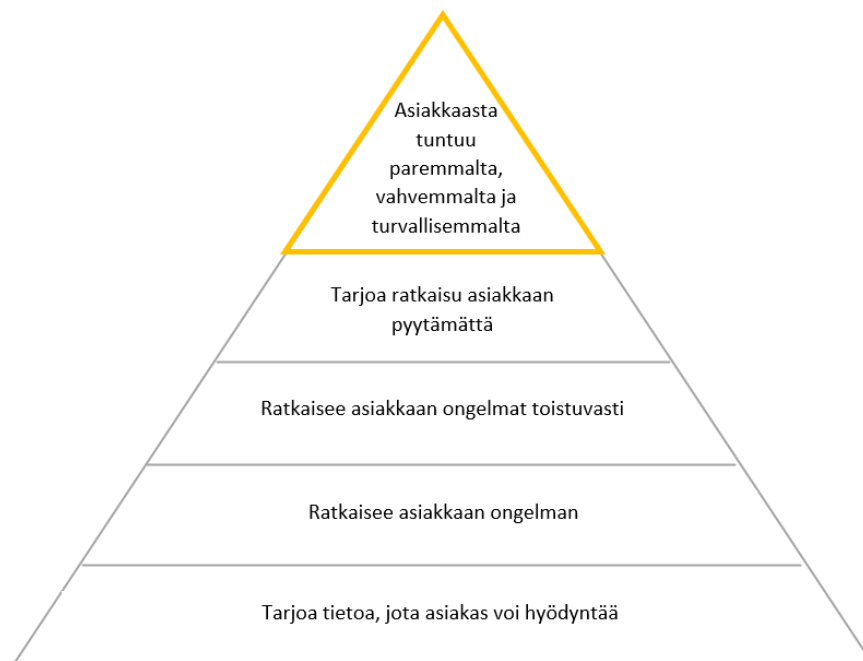 Asiakkaasta
tuntuu
paremmalta,
vahvemmalta ja
turvallisemmalta
Tarjoa ratkaisu asiakkaan
pyytämättä
Ratkaisee asiakkaan ongelmat toistuvasti
Ratkaisee asiakkaan ongelman
Tarjoa tietoa, jota asiakas voi hyödyntää